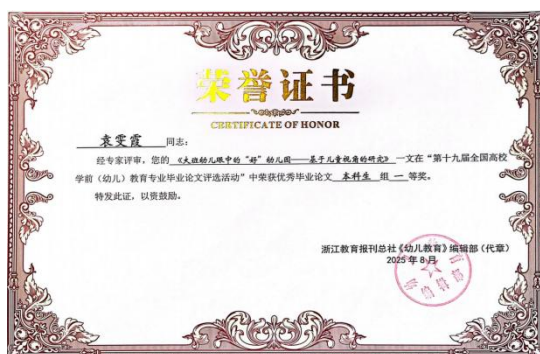 荣誉证书
CERTIFICATE OF HONOR
袁雯霞 同志:
经专家评审,您的《大班幼儿眼中的“好”幼儿园——基于儿童视角的研究》一文在“第十九届全国高校
学前(幼儿)教育专业毕业论文评选活动”中荣获优秀毕业论文 本科生 组 一 等奖。
特发此证,以资鼓励。
浙江教育报刊总社《幼儿教育》编辑部(代章)
2025 年 8 月